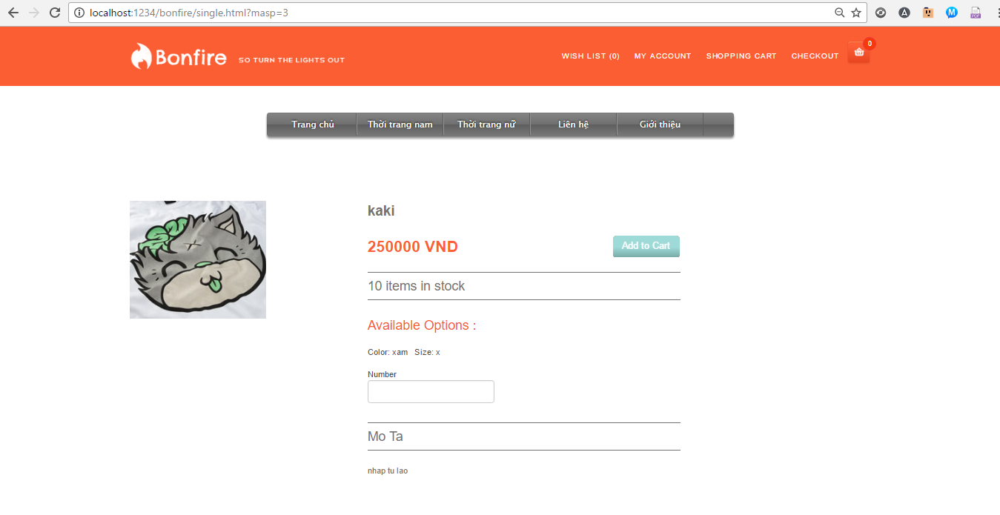 localhost:1234/bonfire/single.html?masp=3
Bonfire SO TURN THE LIGHTS OUT WISH LIST (0) MY ACCOUNT SHOPPING CART CHECKOUT 0
Trang chủ Thời trang nam Thời trang nữ Liên hệ Giới thiệu
kaki
250000 VND Add to Cart
10 items in stock
Available Options :
Color: xam Size: x
Number
Mo Ta
nhap tu lao